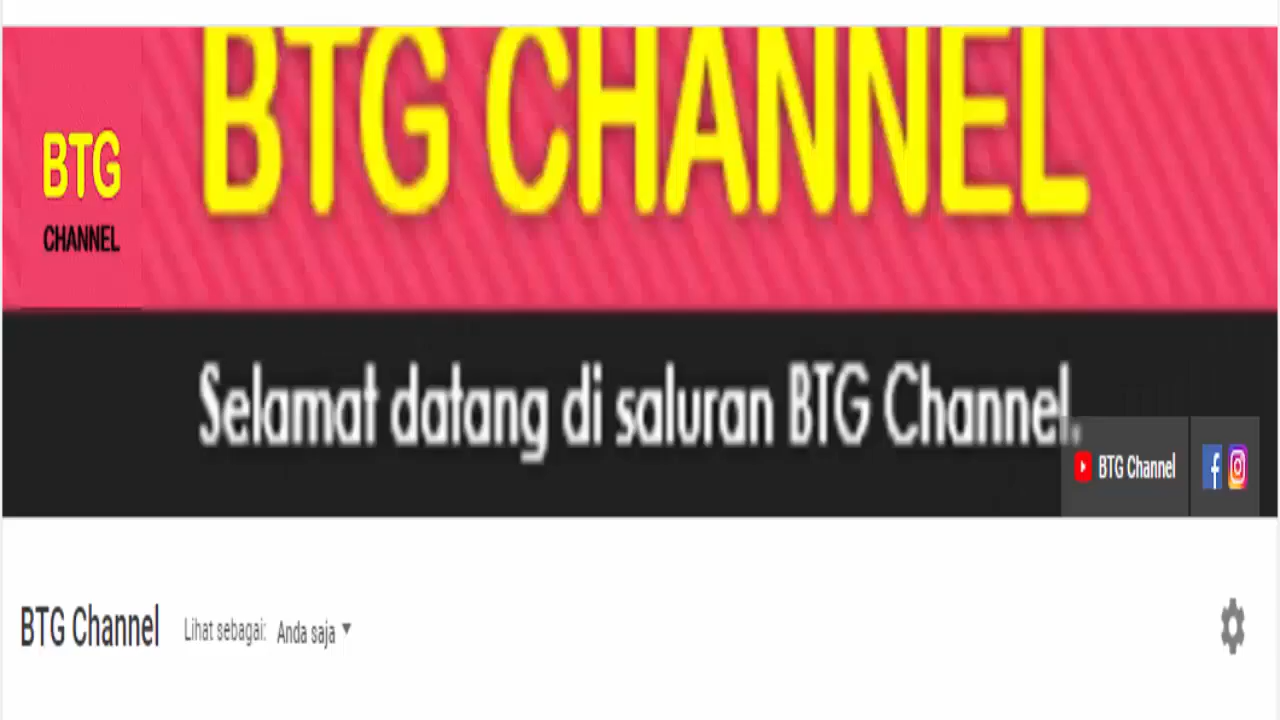 BTG CHANNEL
BTG
CHANNEL
Selamat datang di saluran BTG Channel.
BTG Channel
BTG Channel Lihat sebagai: Anda saja